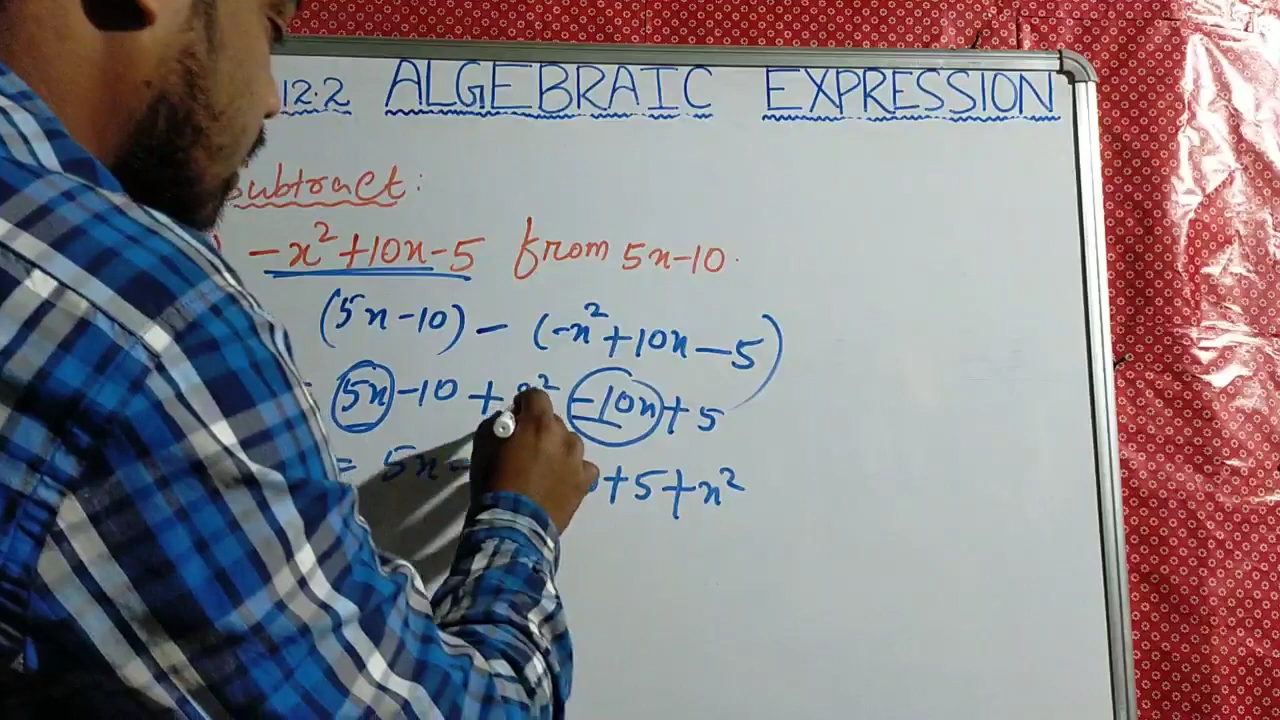 12.2 ALGEBRAIC EXPRESSION
Subtract:
-x²+10x-5 from 5x-10.
(5x-10) - (-x²+10x-5)
= 5x-10 + x² -10x + 5
= 5x - +5+x²